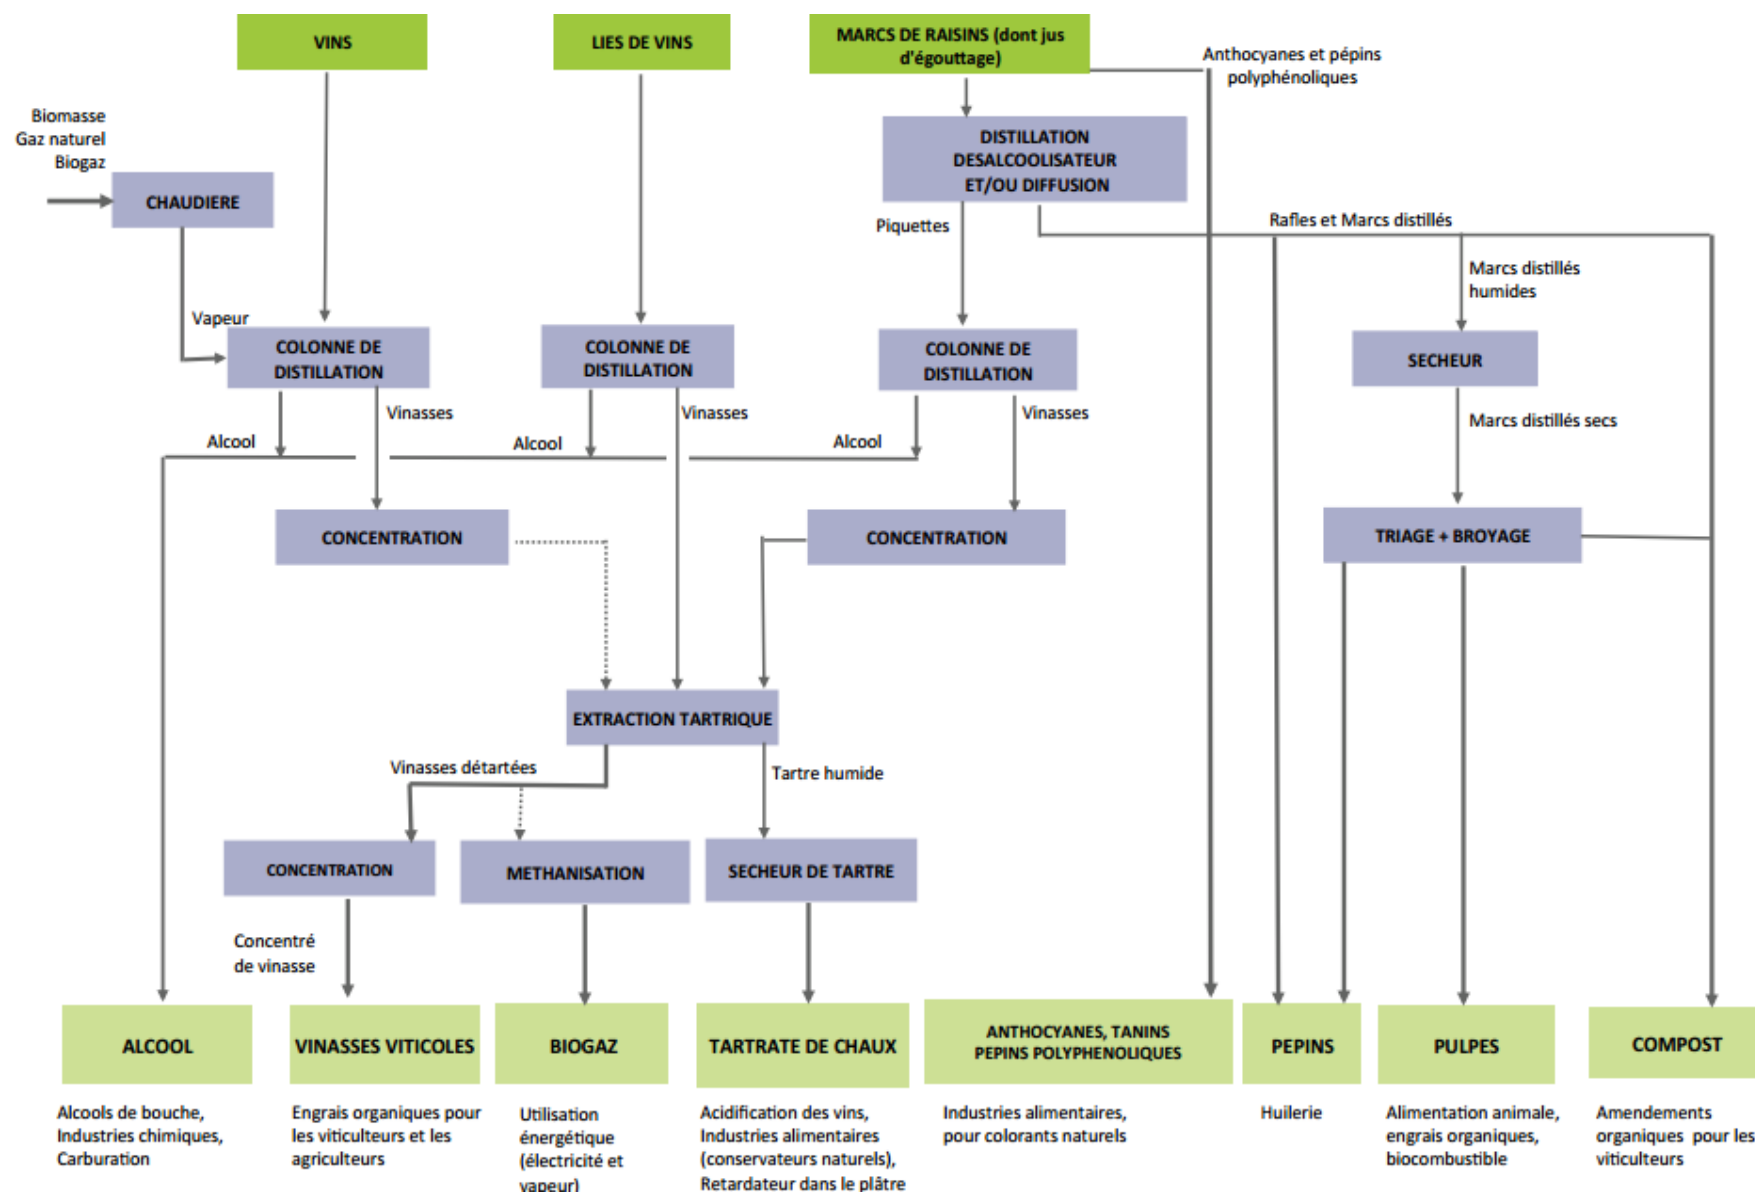 VINS
LIES DE VINS
MARCS DE RAISINS (dont jus
d'égouttage)
Anthocyanes et pépins
polyphénoliques
Biomasse
Gaz naturel
Biogaz
CHAUDIERE
DISTILLATION
DESALCOOLISATEUR
ET/OU DIFFUSION
Piquettes
Rafles et Marcs distillés
Marcs distillés
humides
Vapeur
COLONNE DE
DISTILLATION
COLONNE DE
DISTILLATION
COLONNE DE
DISTILLATION
SECHEUR
Vinasses
Vinasses
Vinasses
Marcs distillés secs
Alcool
Alcool
Alcool
CONCENTRATION
CONCENTRATION
TRIAGE + BROYAGE
EXTRACTION TARTRIQUE
Vinasses détartées
Tartre humide
CONCENTRATION
METHANISATION
SECHEUR DE TARTRE
Concentré
de vinasse
ALCOOL
VINASSES VITICOLES
BIOGAZ
TARTRATE DE CHAUX
ANTHOCYANES, TANINS
PEPINS POLYPHENOLIQUES
PEPINS
PULPES
COMPOST
Alcools de bouche,
Industries chimiques,
Carburation
Engrais organiques pour
les viticulteurs et les
agriculteurs
Utilisation
énergétique
(électricité et
vapeur)
Acidification des vins,
Industries alimentaires
(conservateurs naturels),
Retardateur dans le plâtre
Industries alimentaires,
pour colorants naturels
Huilerie
Alimentation animale,
engrais organiques,
biocombustible
Amendements
organiques pour les
viticulteurs